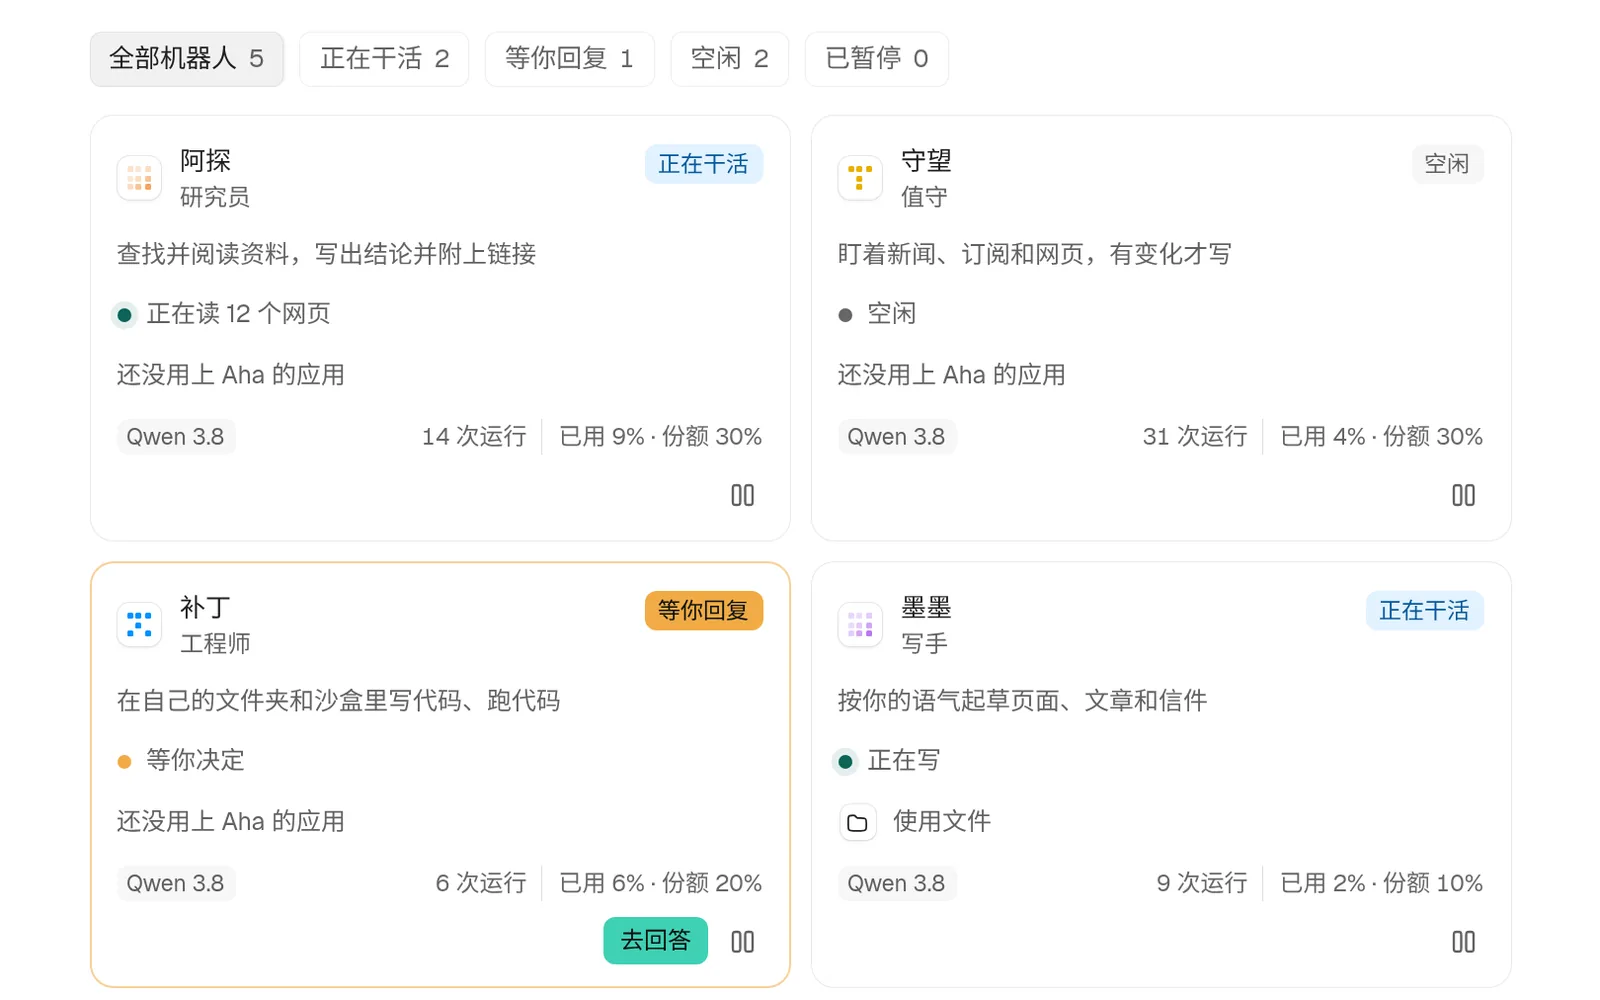 全部机器人 5
正在干活 2
等你回复 1
空闲 2
已暂停 0
阿探
研究员
正在干活
查找并阅读资料，写出结论并附上链接
正在读 12 个网页
还没用上 Aha 的应用
Qwen 3.8
14 次运行
已用 9% · 份额 30%
守望
值守
空闲
盯着新闻、订阅和网页，有变化才写
空闲
还没用上 Aha 的应用
Qwen 3.8
31 次运行
已用 4% · 份额 30%
补丁
工程师
等你回复
在自己的文件夹和沙盒里写代码、跑代码
等你决定
还没用上 Aha 的应用
Qwen 3.8
6 次运行
已用 6% · 份额 20%
去回答
墨墨
写手
正在干活
按你的语气起草页面、文章和信件
正在写
使用文件
Qwen 3.8
9 次运行
已用 2% · 份额 10%